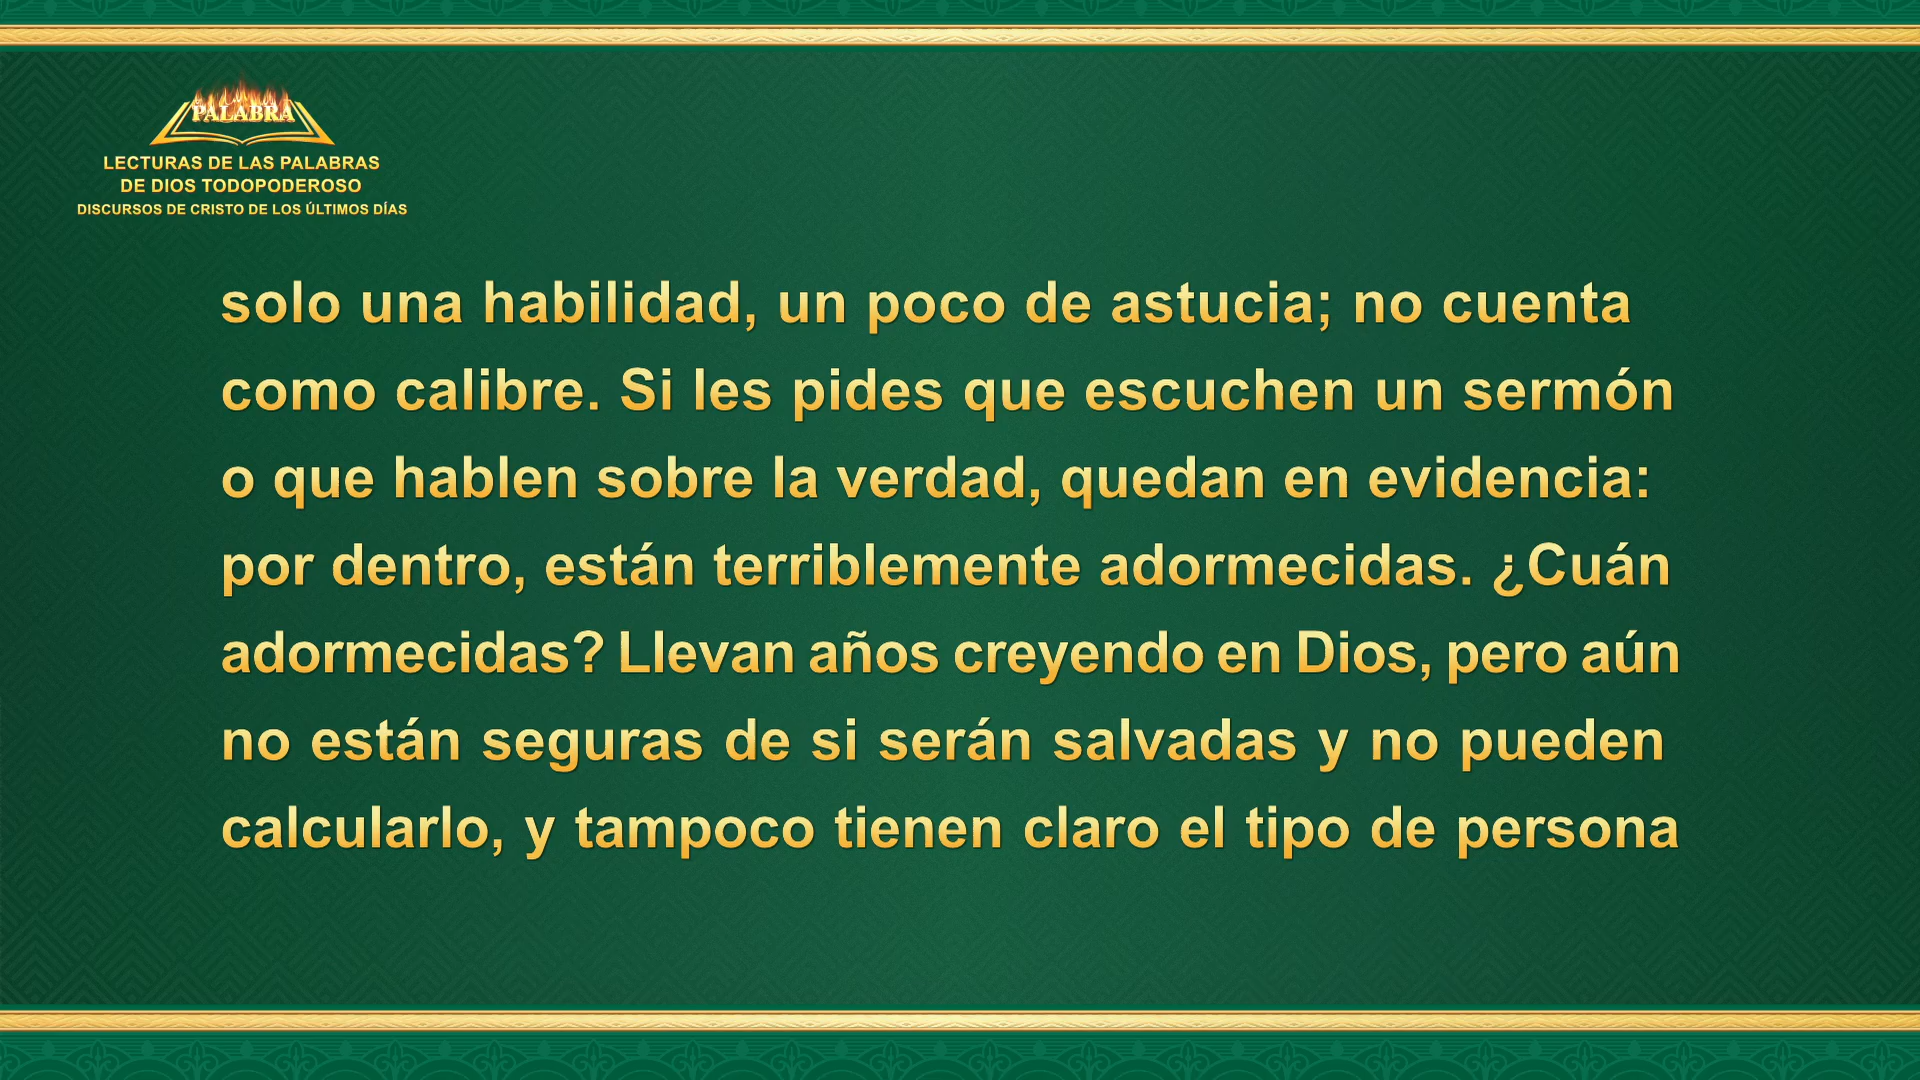 PALABRA
LECTURAS DE LAS PALABRAS
DE DIOS TODOPODEROSO
DISCURSOS DE CRISTO DE LOS ÚLTIMOS DÍAS
solo una habilidad, un poco de astucia; no cuenta
como calibre. Si les pides que escuchen un sermón
o que hablen sobre la verdad, quedan en evidencia:
por dentro, están terriblemente adormecidas. ¿Cuán
adormecidas? Llevan años creyendo en Dios, pero aún
no están seguras de si serán salvadas y no pueden
calcularlo, y tampoco tienen claro el tipo de persona